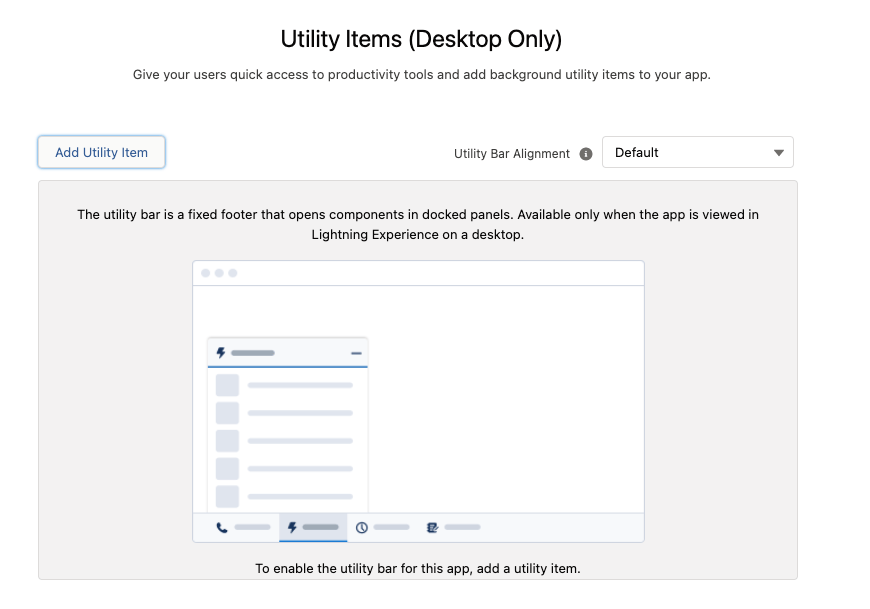 Utility Items (Desktop Only)
Give your users quick access to productivity tools and add background utility items to your app.
Add Utility Item
Utility Bar Alignment
Default
The utility bar is a fixed footer that opens components in docked panels. Available only when the app is viewed in
Lightning Experience on a desktop.
To enable the utility bar for this app, add a utility item.